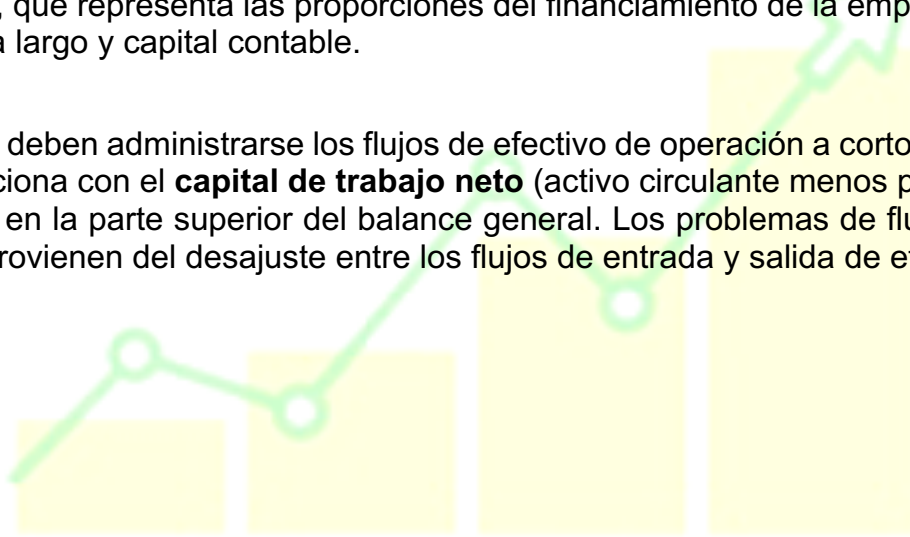 , que representa las proporciones del financiamiento de la emp
a largo y capital contable.
deben administrarse los flujos de efectivo de operación a corto
ciona con el capital de trabajo neto (activo circulante menos p
en la parte superior del balance general. Los problemas de flu
rovienen del desajuste entre los flujos de entrada y salida de e